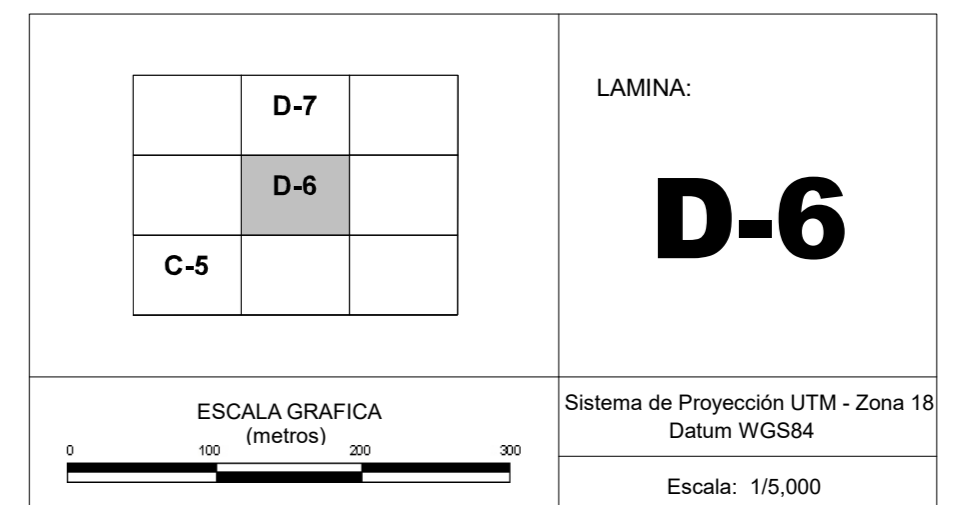 D-7
D-6
C-5
LAMINA:
D-6
ESCALA GRAFICA
(metros)
0 100 200 300
Sistema de Proyección UTM - Zona 18
Datum WGS84
Escala: 1/5,000